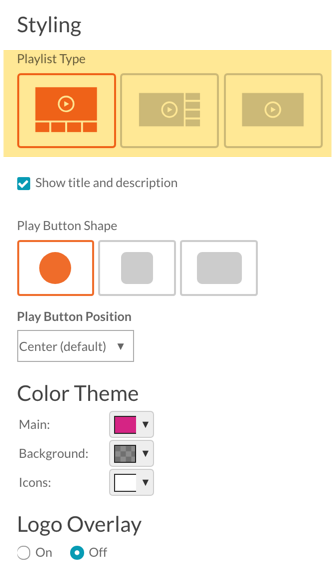 Styling
Playlist Type
Show title and description
Play Button Shape
Play Button Position
Center (default)
Color Theme
Main:
Background:
Icons:
Logo Overlay
On Off